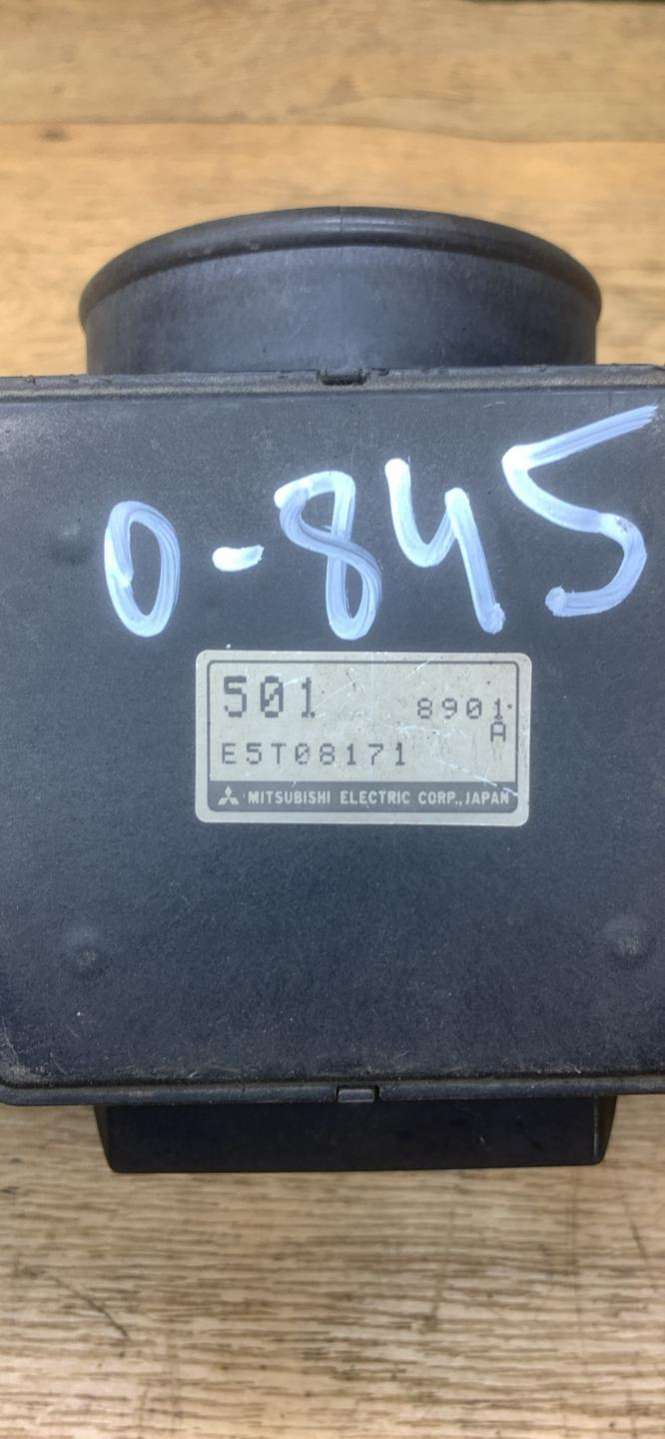 0-845
501 8901
A
E5T08171
MITSUBISHI ELECTRIC CORP., JAPAN